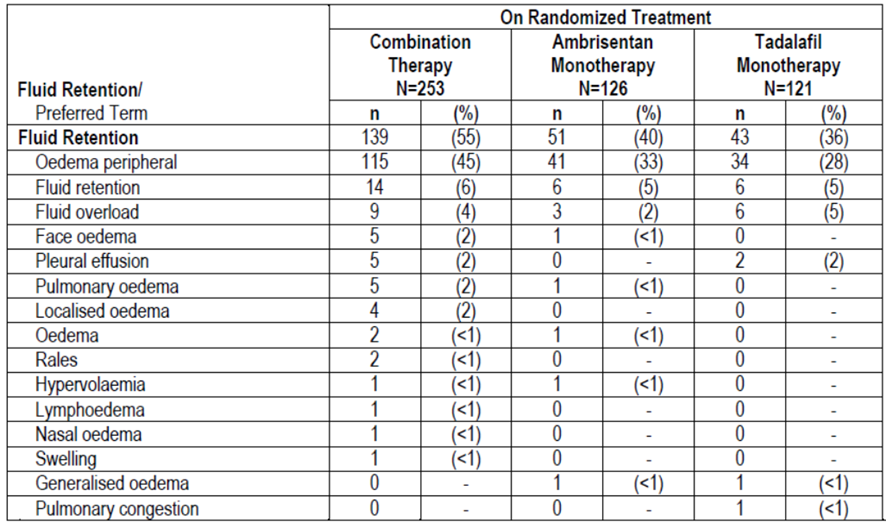 On Randomized Treatment
Fluid Retention/ Preferred Term | Combination Therapy N=253 | Ambrisentan Monotherapy N=126 | Tadalafil Monotherapy N=121
n (%) n (%) n (%)
Fluid Retention 139 (55) 51 (40) 43 (36)
Oedema peripheral 115 (45) 41 (33) 34 (28)
Fluid retention 14 (6) 6 (5) 6 (5)
Fluid overload 9 (4) 3 (2) 6 (5)
Face oedema 5 (2) 1 (<1) 0 -
Pleural effusion 5 (2) 0 - 2 (2)
Pulmonary oedema 5 (2) 1 (<1) 0 -
Localised oedema 4 (2) 0 - 0 -
Oedema 2 (<1) 1 (<1) 0 -
Rales 2 (<1) 0 - 0 -
Hypervolaemia 1 (<1) 1 (<1) 0 -
Lymphoedema 1 (<1) 0 - 0 -
Nasal oedema 1 (<1) 0 - 0 -
Swelling 1 (<1) 0 - 0 -
Generalised oedema 0 - 1 (<1) 1 (<1)
Pulmonary congestion 0 - 0 - 1 (<1)